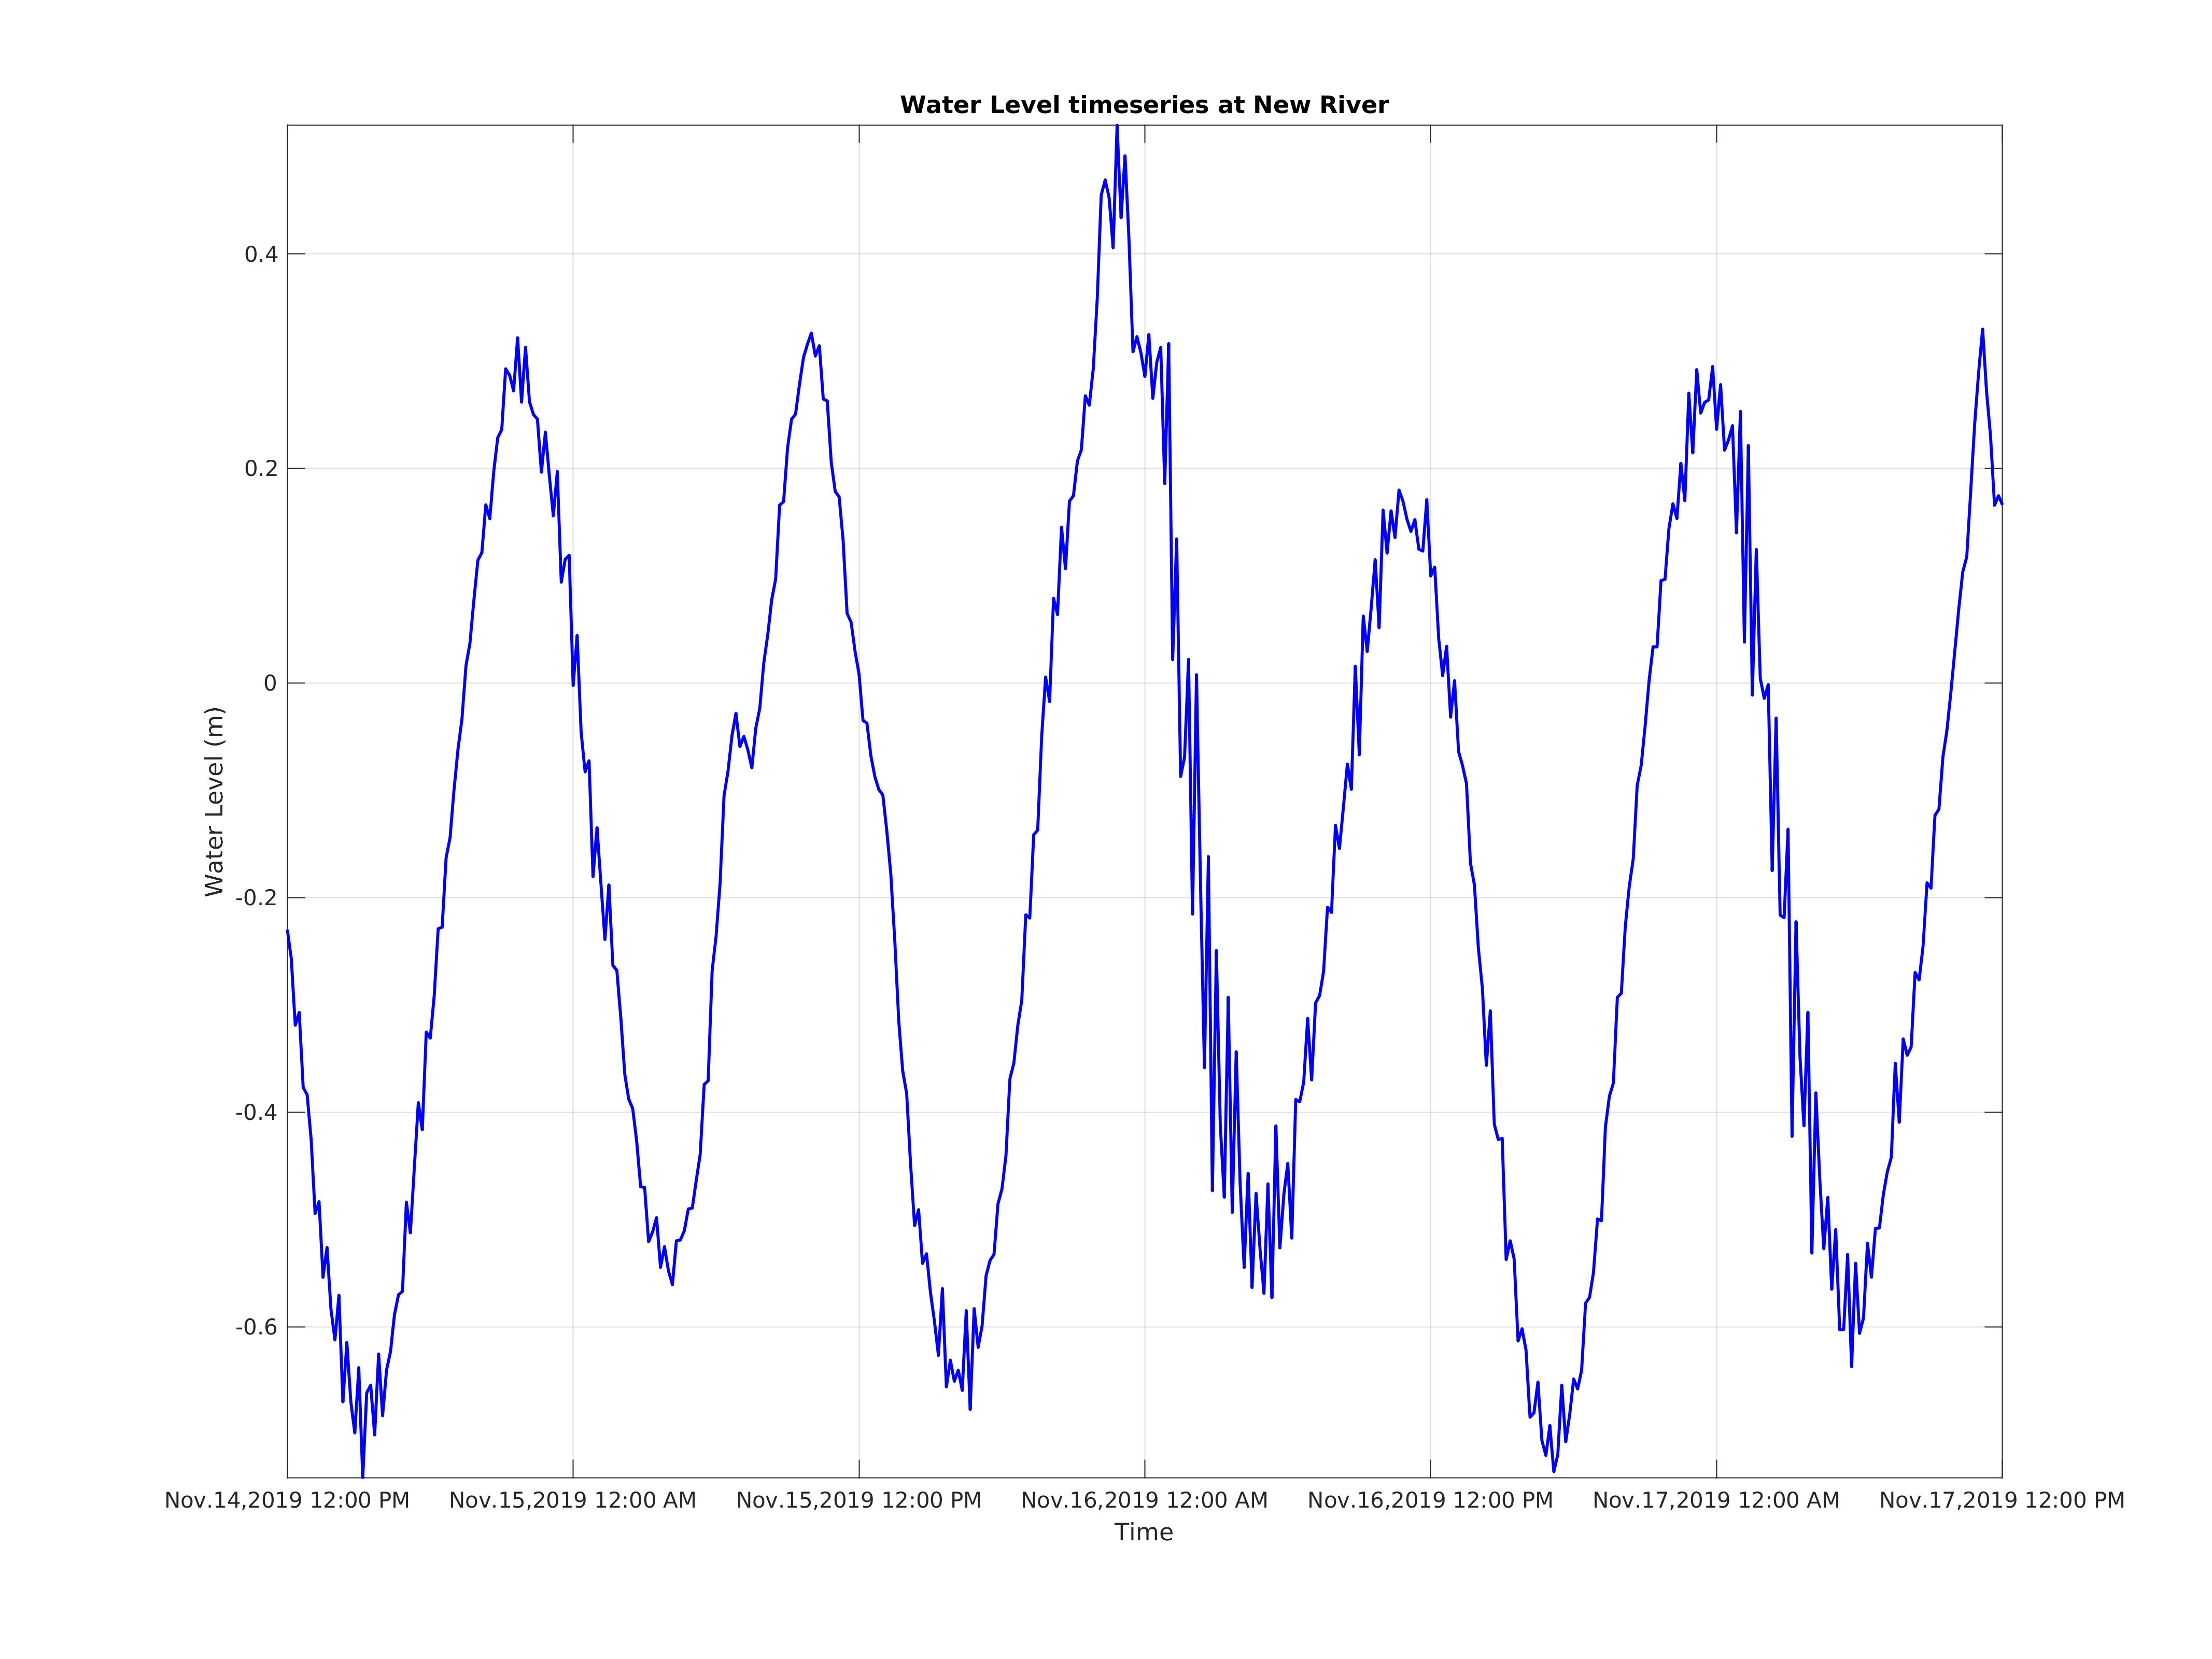 Water Level timeseries at New River
0.4
0.2
0
-0.2
-0.4
-0.6
Water Level (m)
Nov.14,2019 12:00 PM
Nov.15,2019 12:00 AM
Nov.15,2019 12:00 PM
Nov.16,2019 12:00 AM
Nov.16,2019 12:00 PM
Nov.17,2019 12:00 AM
Nov.17,2019 12:00 PM
Time